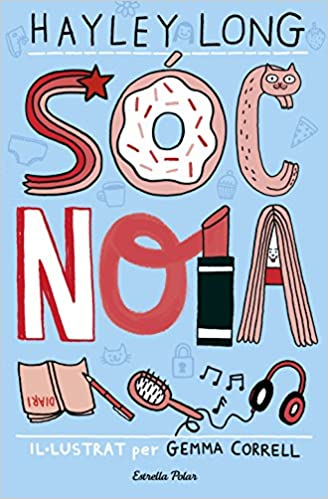 HAYLEY LONG
SÓC
NOIA
DIARI
IL·LUSTRAT per GEMMA CORRELL
Estrella Polar